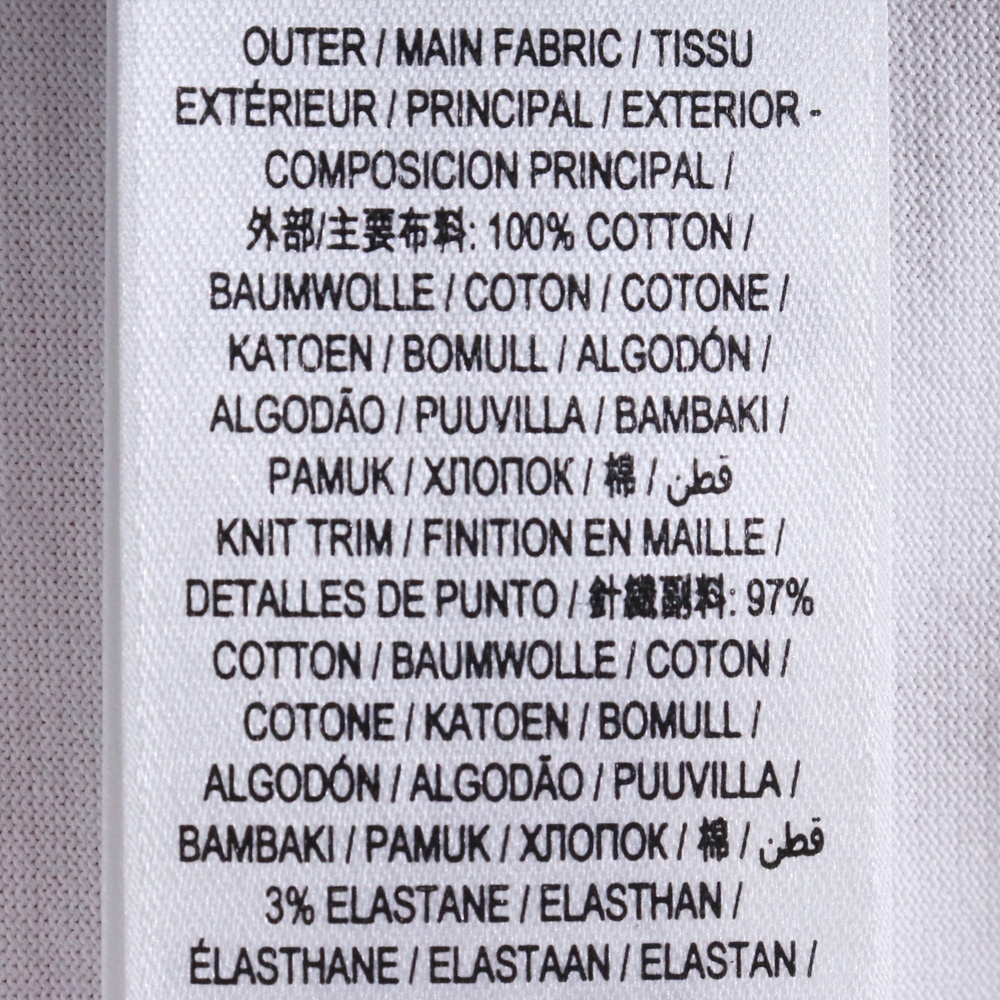 OUTER / MAIN FABRIC / TISSU
EXTÉRIEUR / PRINCIPAL / EXTERIOR -
COMPOSICION PRINCIPAL /
外部/主要布料: 100% COTTON /
BAUMWOLLE / COTON / COTONE /
KATOEN / BOMULL / ALGODÓN /
ALGODÃO / PUUVILLA / BAMBAKI /
PAMUK / ХЛОПОК / 棉 / قطن
KNIT TRIM / FINITION EN MAILLE /
DETALLES DE PUNTO / 針織副料: 97%
COTTON / BAUMWOLLE / COTON /
COTONE / KATOEN / BOMULL /
ALGODÓN / ALGODÃO / PUUVILLA /
BAMBAKI / PAMUK / ХЛОПОК / 棉 / قطن
3% ELASTANE / ELASTHAN /
ÉLASTHANE / ELASTAAN / ELASTAN /